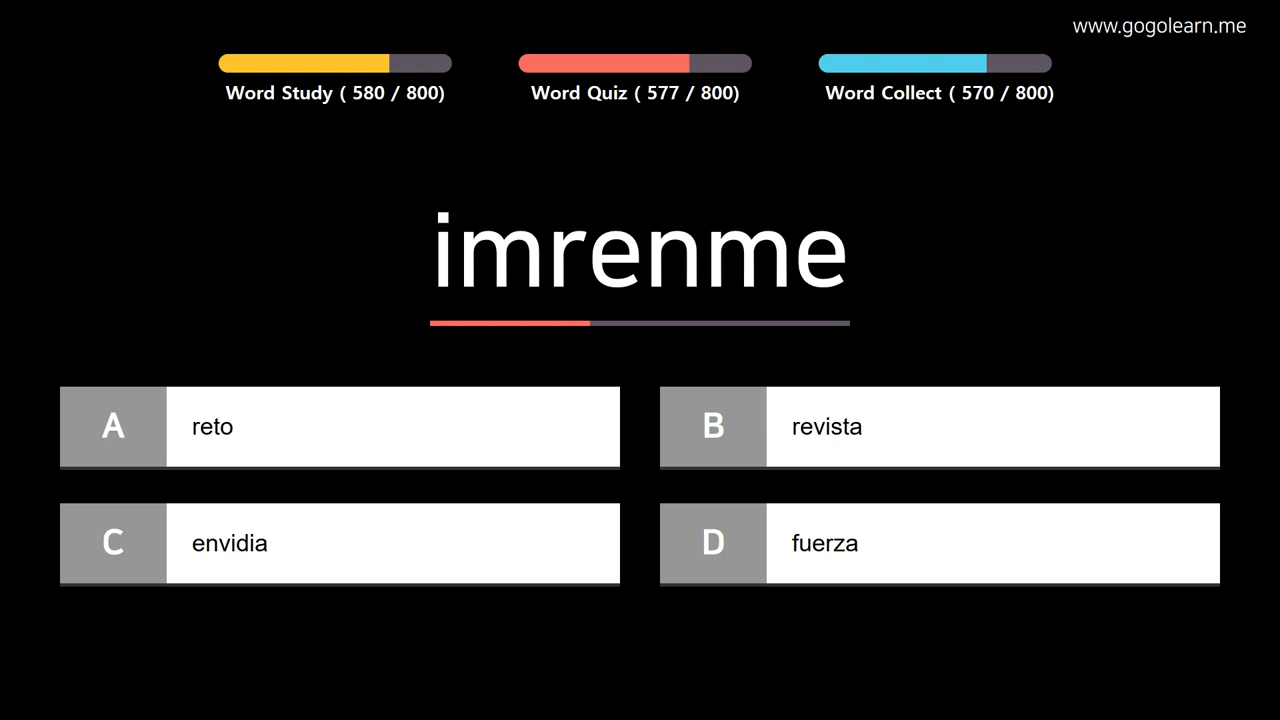 www.gogolearn.me
Word Study ( 580 / 800)
Word Quiz ( 577 / 800)
Word Collect ( 570 / 800)
imrenme
A reto
B revista
C envidia
D fuerza